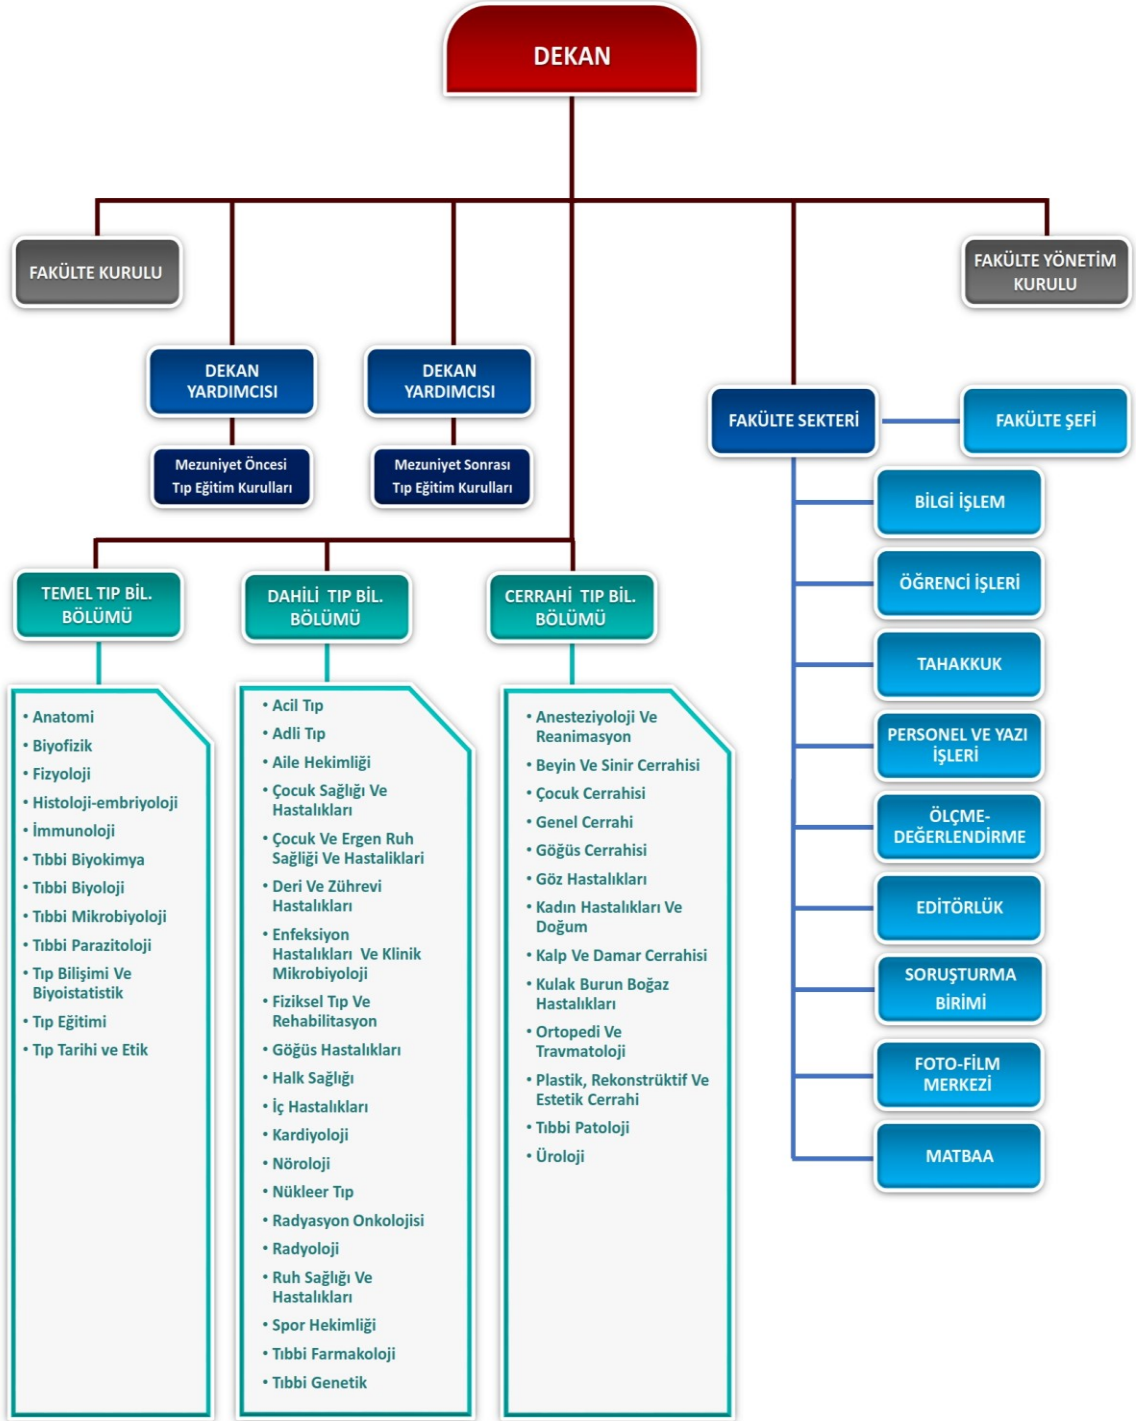 DEKAN
FAKÜLTE KURULU
FAKÜLTE YÖNETİM
KURULU
DEKAN
YARDIMCISI
DEKAN
YARDIMCISI
FAKÜLTE SEKTERİ
FAKÜLTE ŞEFİ
Mezuniyet Öncesi
Tıp Eğitim Kurulları
Mezuniyet Sonrası
Tıp Eğitim Kurulları
BİLGİ İŞLEM
ÖĞRENCİ İŞLERİ
TAHAKKUK
PERSONEL VE YAZI
İŞLERİ
ÖLÇME-
DEĞERLENDİRME
EDİTÖRLÜK
SORUŞTURMA
BİRİMİ
FOTO-FİLM
MERKEZİ
MATBAA
TEMEL TIP BİL.
BÖLÜMÜ
• Anatomi
• Biyofizik
• Fizyoloji
• Histoloji-embriyoloji
• İmmunoloji
• Tıbbi Biyokimya
• Tıbbi Biyoloji
• Tıbbi Mikrobiyoloji
• Tıbbi Parazitoloji
• Tıp Bilişimi Ve
Biyoistatistik
• Tıp Eğitimi
• Tıp Tarihi ve Etik
DAHİLİ TIP BİL.
BÖLÜMÜ
• Acil Tıp
• Adli Tıp
• Aile Hekimliği
• Çocuk Sağlığı Ve
Hastalıkları
• Çocuk Ve Ergen Ruh
Sağliği Ve Hastaliklari
• Deri Ve Zührevi
Hastalıkları
• Enfeksiyon
Hastalıkları Ve Klinik
Mikrobiyoloji
• Fiziksel Tıp Ve
Rehabilitasyon
• Göğüs Hastalıkları
• Halk Sağlığı
• İç Hastalıkları
• Kardiyoloji
• Nöroloji
• Nükleer Tıp
• Radyasyon Onkolojisi
• Radyoloji
• Ruh Sağlığı Ve
Hastalıkları
• Spor Hekimliği
• Tıbbi Farmakoloji
• Tıbbi Genetik
CERRAHİ TIP BİL.
BÖLÜMÜ
• Anesteziyoloji Ve
Reanimasyon
• Beyin Ve Sinir Cerrahisi
• Çocuk Cerrahisi
• Genel Cerrahi
• Göğüs Cerrahisi
• Göz Hastalıkları
• Kadın Hastalıkları Ve
Doğum
• Kalp Ve Damar Cerrahisi
• Kulak Burun Boğaz
Hastalıkları
• Ortopedi Ve
Travmatoloji
• Plastik, Rekonstrüktif Ve
Estetik Cerrahi
• Tıbbi Patoloji
• Üroloji